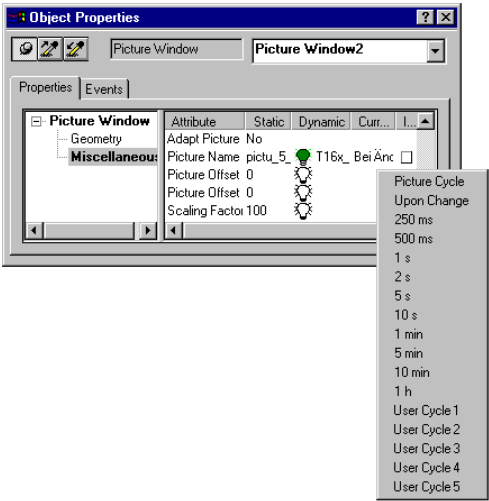 Object Properties
Picture Window Picture Window2
Properties Events
Picture Window
Geometry
Miscellaneou
Attribute Static Dynamic Curr... I...
Adapt Picture No
Picture Name pictu_5_ T16x_ Bei Änc
Picture Offset 0
Picture Offset 0
Scaling Facto 100
Picture Cycle
Upon Change
250 ms
500 ms
1 s
2 s
5 s
10 s
1 min
5 min
10 min
1 h
User Cycle 1
User Cycle 2
User Cycle 3
User Cycle 4
User Cycle 5